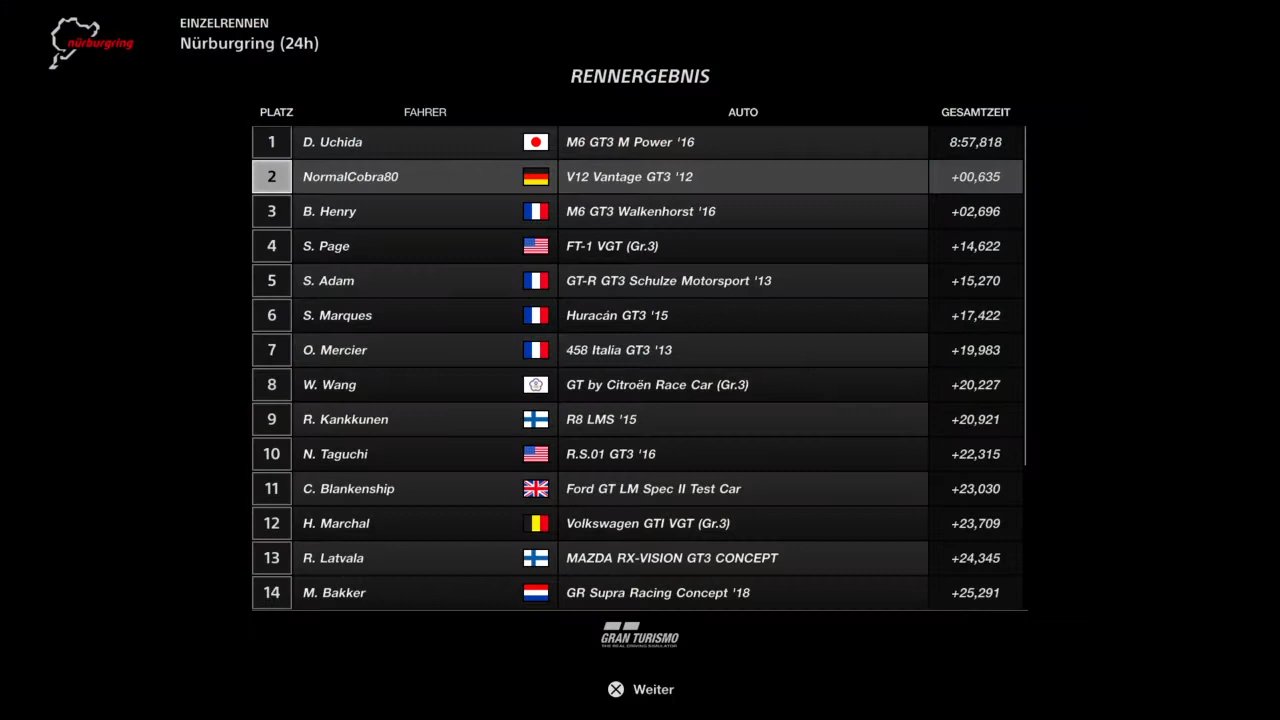 EINZELRENNEN
nürburgring
Nürburgring (24h)
RENNERGEBNIS
PLATZ FAHRER AUTO GESAMTZEIT
1 D. Uchida M6 GT3 M Power '16 8:57,818
2 NormalCobra80 V12 Vantage GT3 '12 +00,635
3 B. Henry M6 GT3 Walkenhorst '16 +02,696
4 S. Page FT-1 VGT (Gr.3) +14,622
5 S. Adam GT-R GT3 Schulze Motorsport '13 +15,270
6 S. Marques Huracán GT3 '15 +17,422
7 O. Mercier 458 Italia GT3 '13 +19,983
8 W. Wang GT by Citroën Race Car (Gr.3) +20,227
9 R. Kankkunen R8 LMS '15 +20,921
10 N. Taguchi R.S.01 GT3 '16 +22,315
11 C. Blankenship Ford GT LM Spec II Test Car +23,030
12 H. Marchal Volkswagen GTI VGT (Gr.3) +23,709
13 R. Latvala MAZDA RX-VISION GT3 CONCEPT +24,345
14 M. Bakker GR Supra Racing Concept '18 +25,291
GRAN TURISMO
THE REAL DRIVING SIMULATOR
Weiter